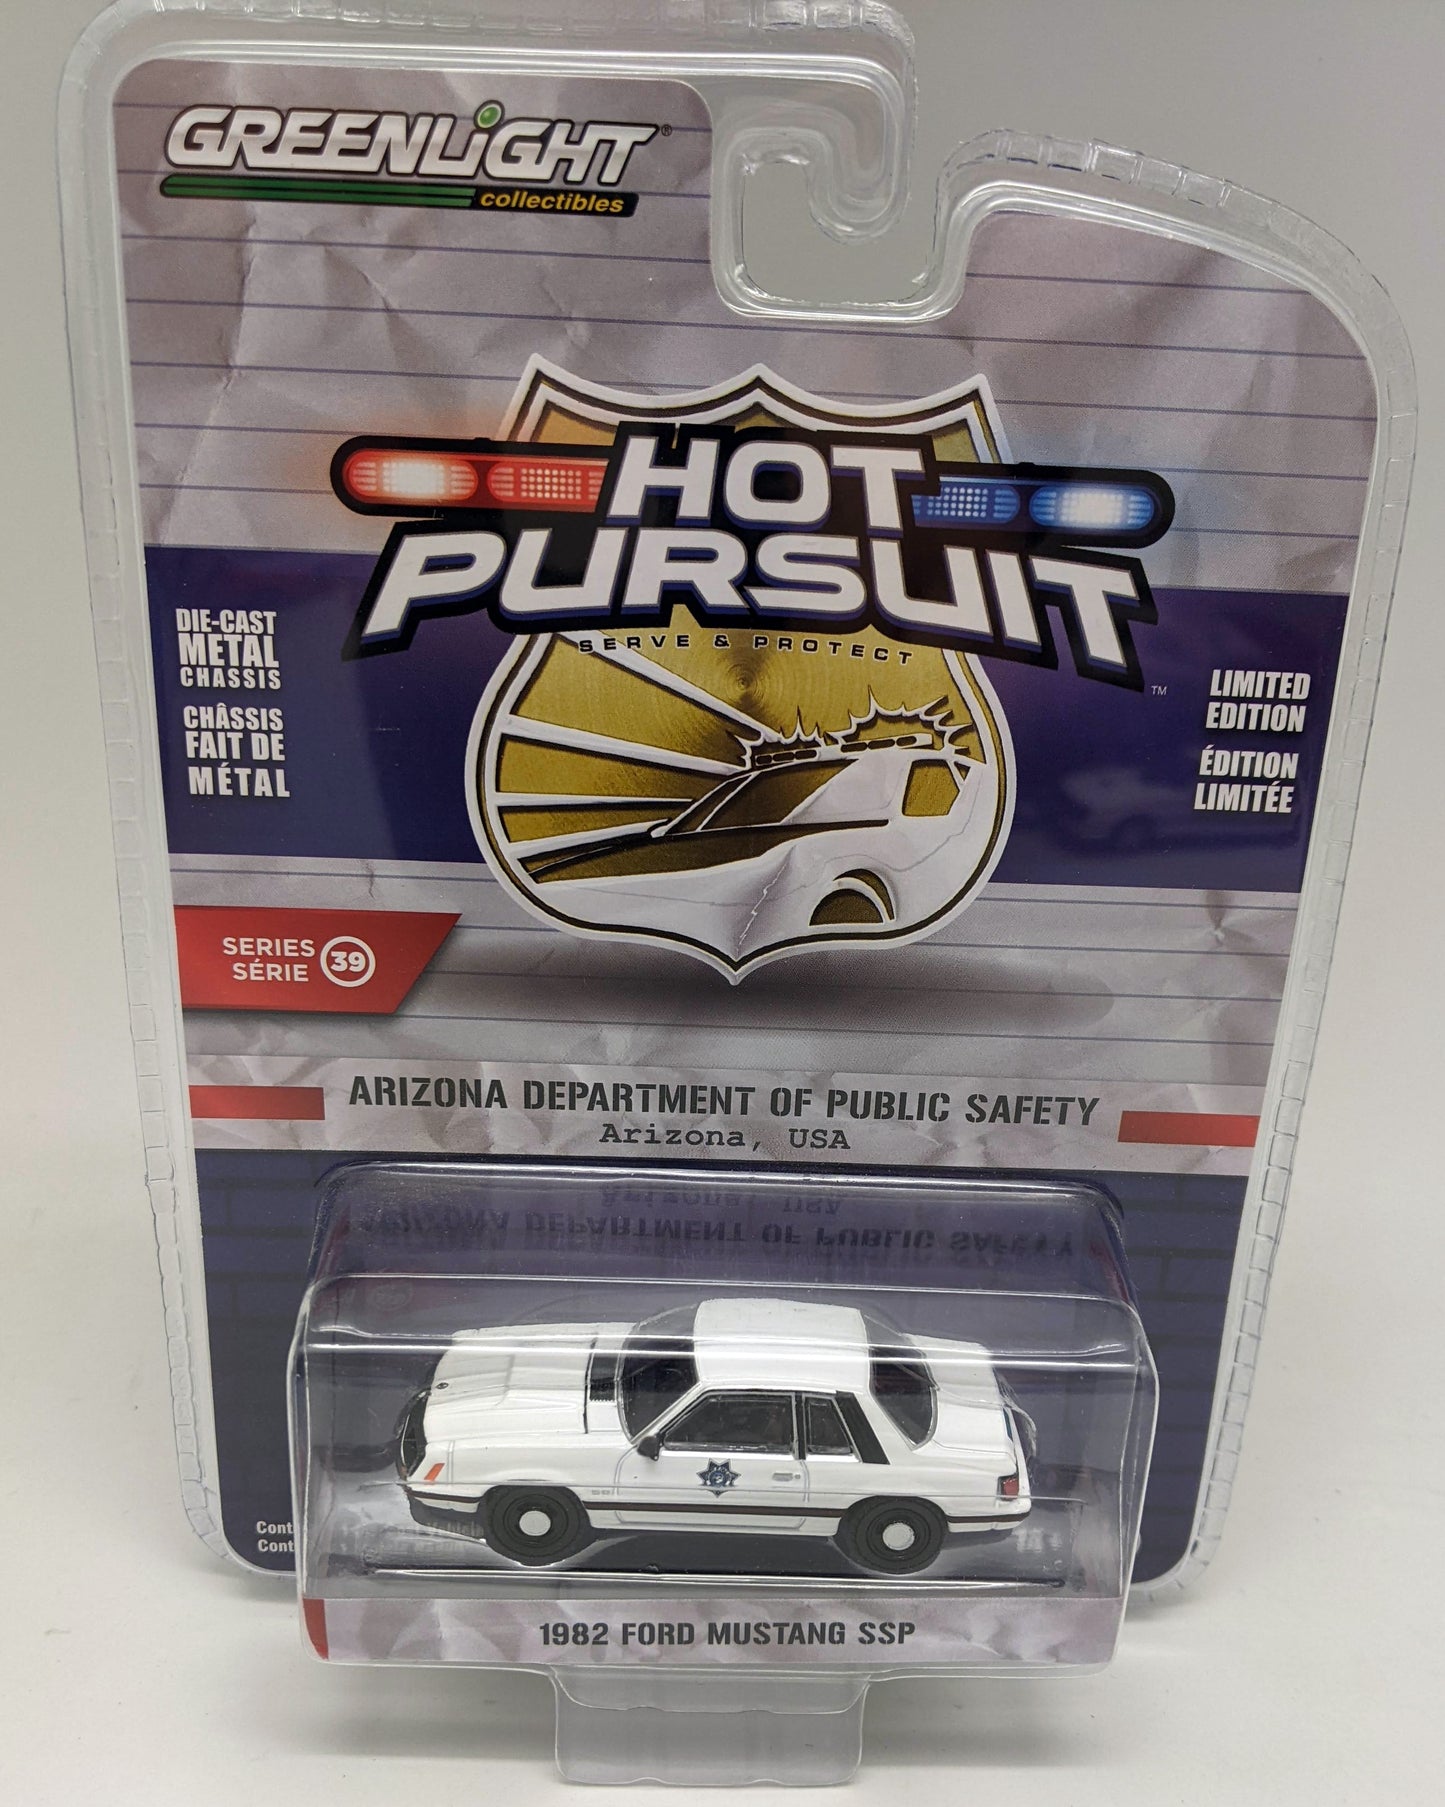 GREENLiGHT®
collectibles
HOT
PURSUIT
TM
SERVE & PROTECT
DIE-CAST
METAL
CHASSIS
CHÂSSIS
FAIT DE
MÉTAL
LIMITED
EDITION
ÉDITION
LIMITÉE
SERIES
SÉRIE
39
ARIZONA DEPARTMENT OF PUBLIC SAFETY
Arizona, USA
1982 FORD MUSTANG SSP